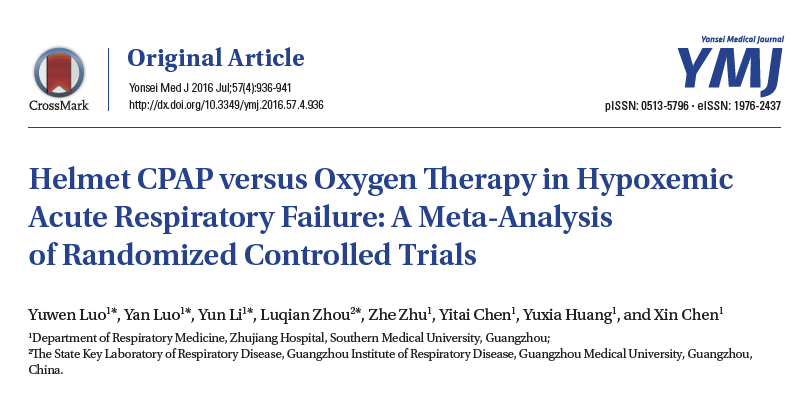 CrossMark
Original Article
Yonsei Med J 2016 Jul;57(4):936-941
http://dx.doi.org/10.3349/ymj.2016.57.4.936
Yonsei Medical Journal
YMJ
pISSN: 0513-5796 · eISSN: 1976-2437
Helmet CPAP versus Oxygen Therapy in Hypoxemic
Acute Respiratory Failure: A Meta-Analysis
of Randomized Controlled Trials
Yuwen Luo¹*, Yan Luo¹*, Yun Li¹*, Luqian Zhou²*, Zhe Zhu¹, Yitai Chen¹, Yuxia Huang¹, and Xin Chen¹
¹Department of Respiratory Medicine, Zhujiang Hospital, Southern Medical University, Guangzhou;
²The State Key Laboratory of Respiratory Disease, Guangzhou Institute of Respiratory Disease, Guangzhou Medical University, Guangzhou,
China.